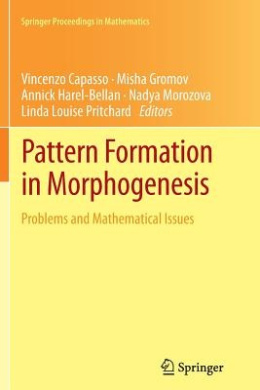 Springer Proceedings in Mathematics
Vincenzo Capasso · Misha Gromov
Annick Harel-Bellan · Nadya Morozova
Linda Louise Pritchard Editors
Pattern Formation
in Morphogenesis
Problems and Mathematical Issues
Springer